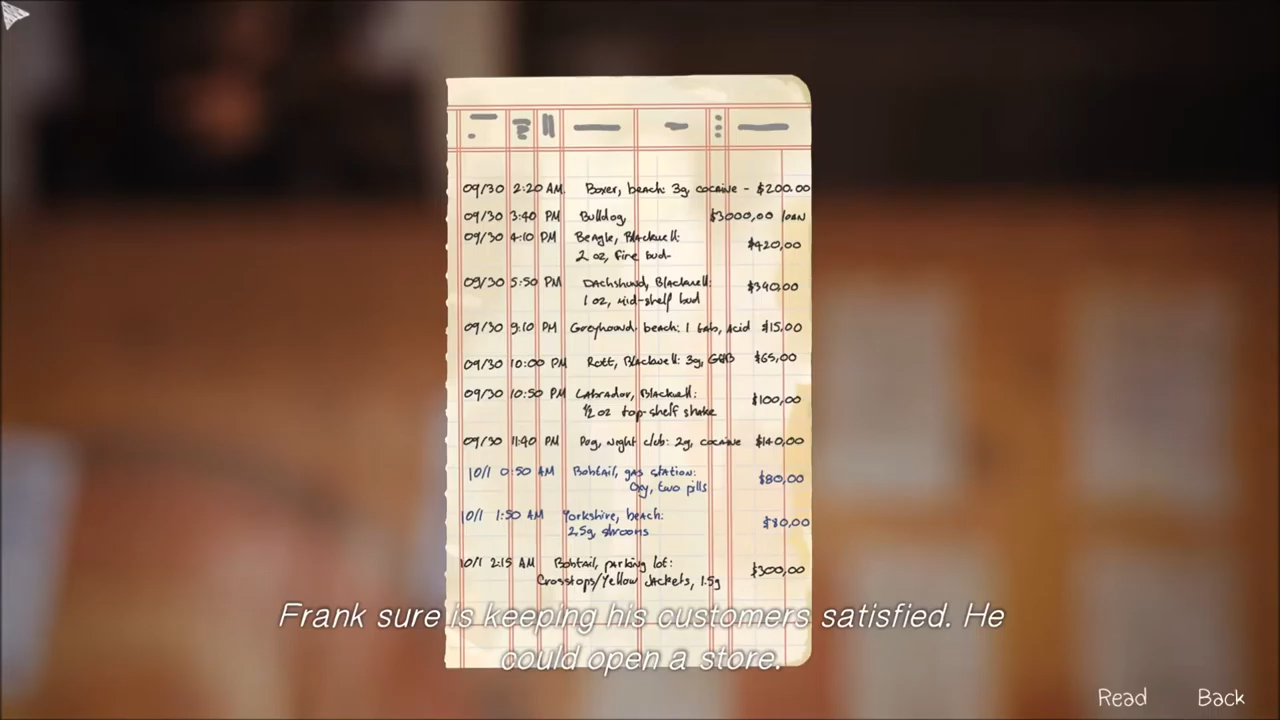 09/30 2:20 AM. Boxer, beach: 3g, cocaine - $200.00
09/30 3:40 PM Bulldog, $3000,00 loan
09/30 4:10 PM Beagle, Blackwell: $420,00
2 oz, fire bud-
09/30 5:50 PM Dachshund, Blackwell: $340.00
1 oz, mid-shelf bud
09/30 9:10 PM Greyhound, beach: 1 tab, Acid $15.00
09/30 10:00 PM Rott, Blackwell: 3g, GHB $65,00
09/30 10:50 PM Labrador, Blackwell: $100,00
1/2 oz top-shelf shake
09/30 11:40 PM Pug, night club: 2g, cocaine $140,00
10/1 0:50 AM Bobtail, gas station: $80,00
Oxy, two pills
10/1 1:50 AM Yorkshire, beach: $80,00
2,5g, shrooms
10/1 2:15 AM Bobtail, parking lot: $300,00
Crosstops/Yellow Jackets, 1.5g
Frank sure is keeping his customers satisfied. He
could open a store.
Read Back